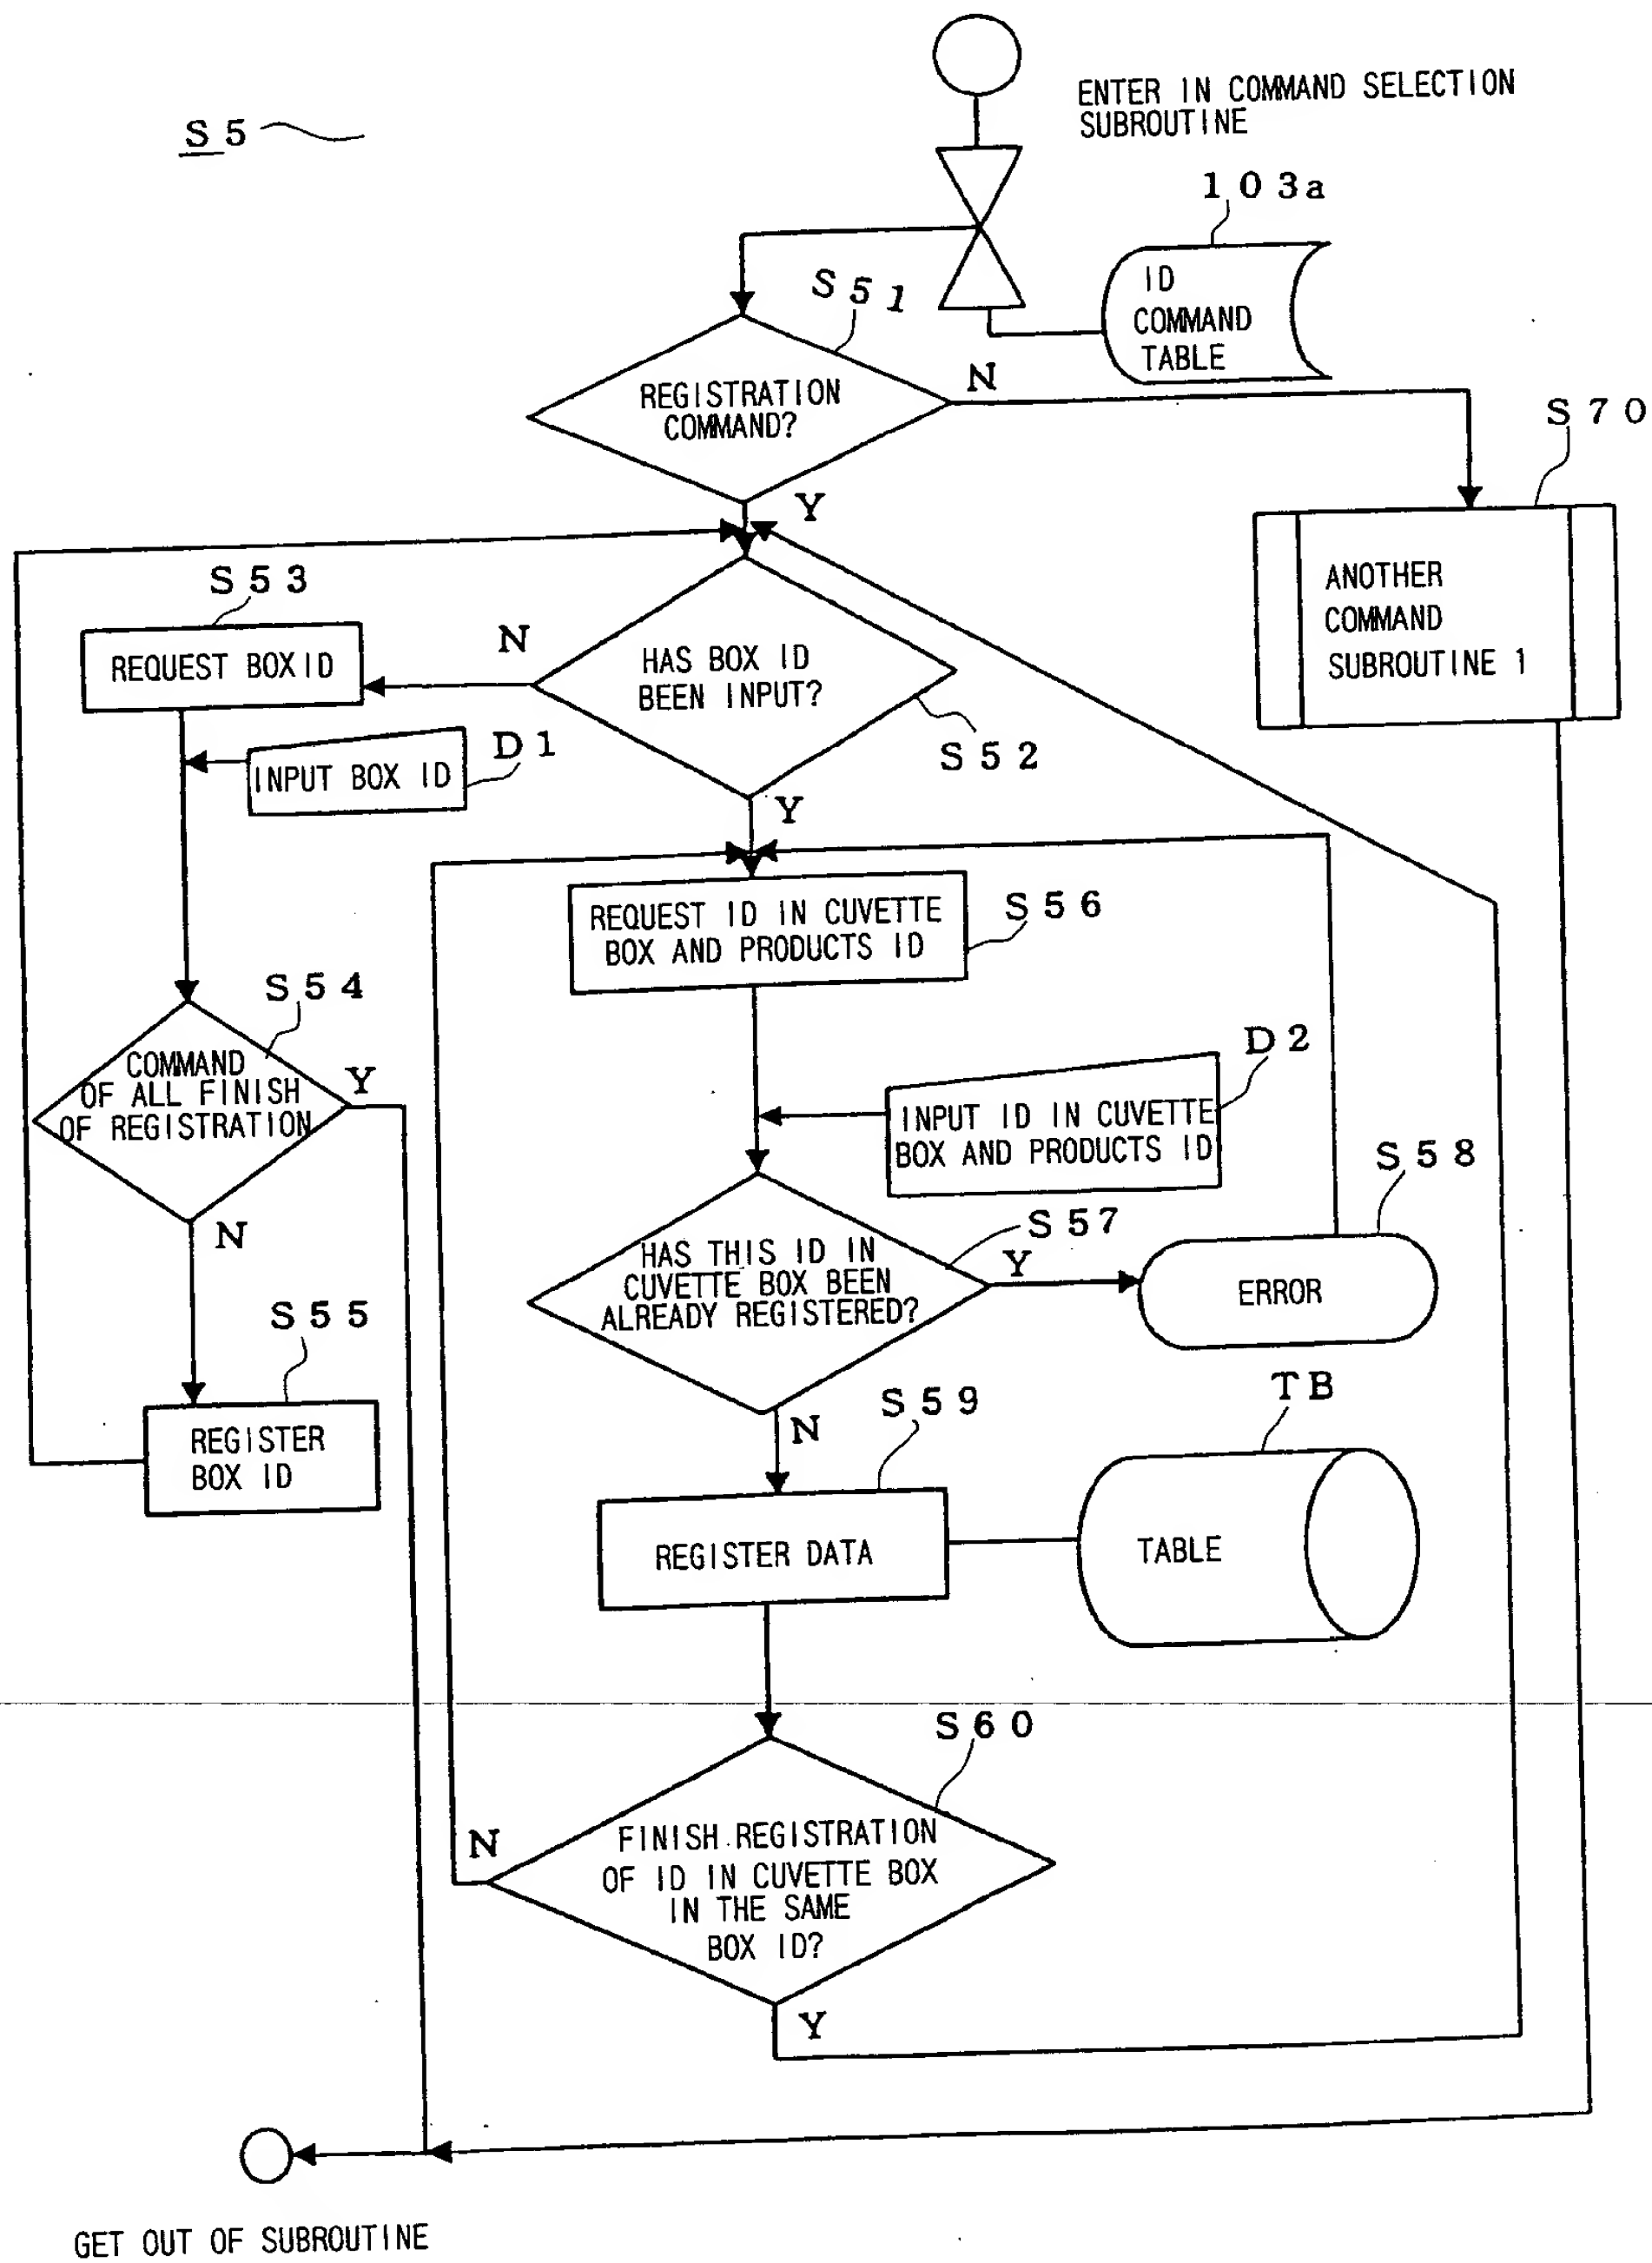 ENTER IN COMMAND SELECTION
SUBROUTINE
S5
103a
ID
COMMAND
TABLE
S51
REGISTRATION
COMMAND?
N
S70
Y
ANOTHER
COMMAND
SUBROUTINE 1
S53
REQUEST BOX ID
N
HAS BOX ID
BEEN INPUT?
S52
D1
INPUT BOX ID
Y
REQUEST ID IN CUVETTE
BOX AND PRODUCTS ID
S56
S54
COMMAND
OF ALL FINISH
OF REGISTRATION
Y
D2
INPUT ID IN CUVETTE
BOX AND PRODUCTS ID
S58
N
S57
HAS THIS ID IN
CUVETTE BOX BEEN
ALREADY REGISTERED?
Y
ERROR
S55
REGISTER
BOX ID
N
S59
TB
REGISTER DATA
TABLE
S60
N
FINISH REGISTRATION
OF ID IN CUVETTE BOX
IN THE SAME
BOX ID?
Y
GET OUT OF SUBROUTINE